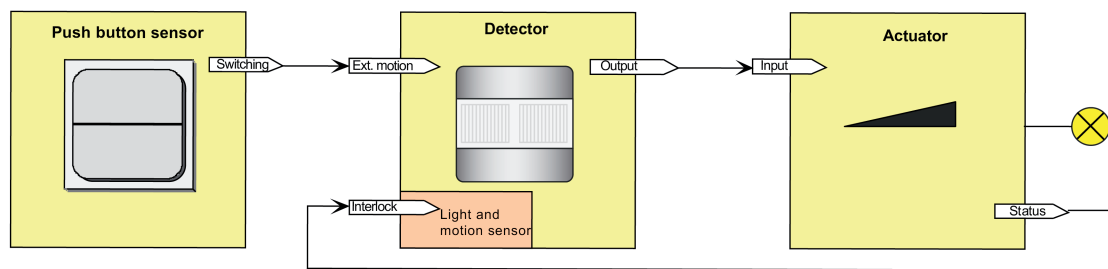 Push button sensor
Switching
Detector
Ext. motion
Output
Interlock
Light and
motion sensor
Actuator
Input
Status